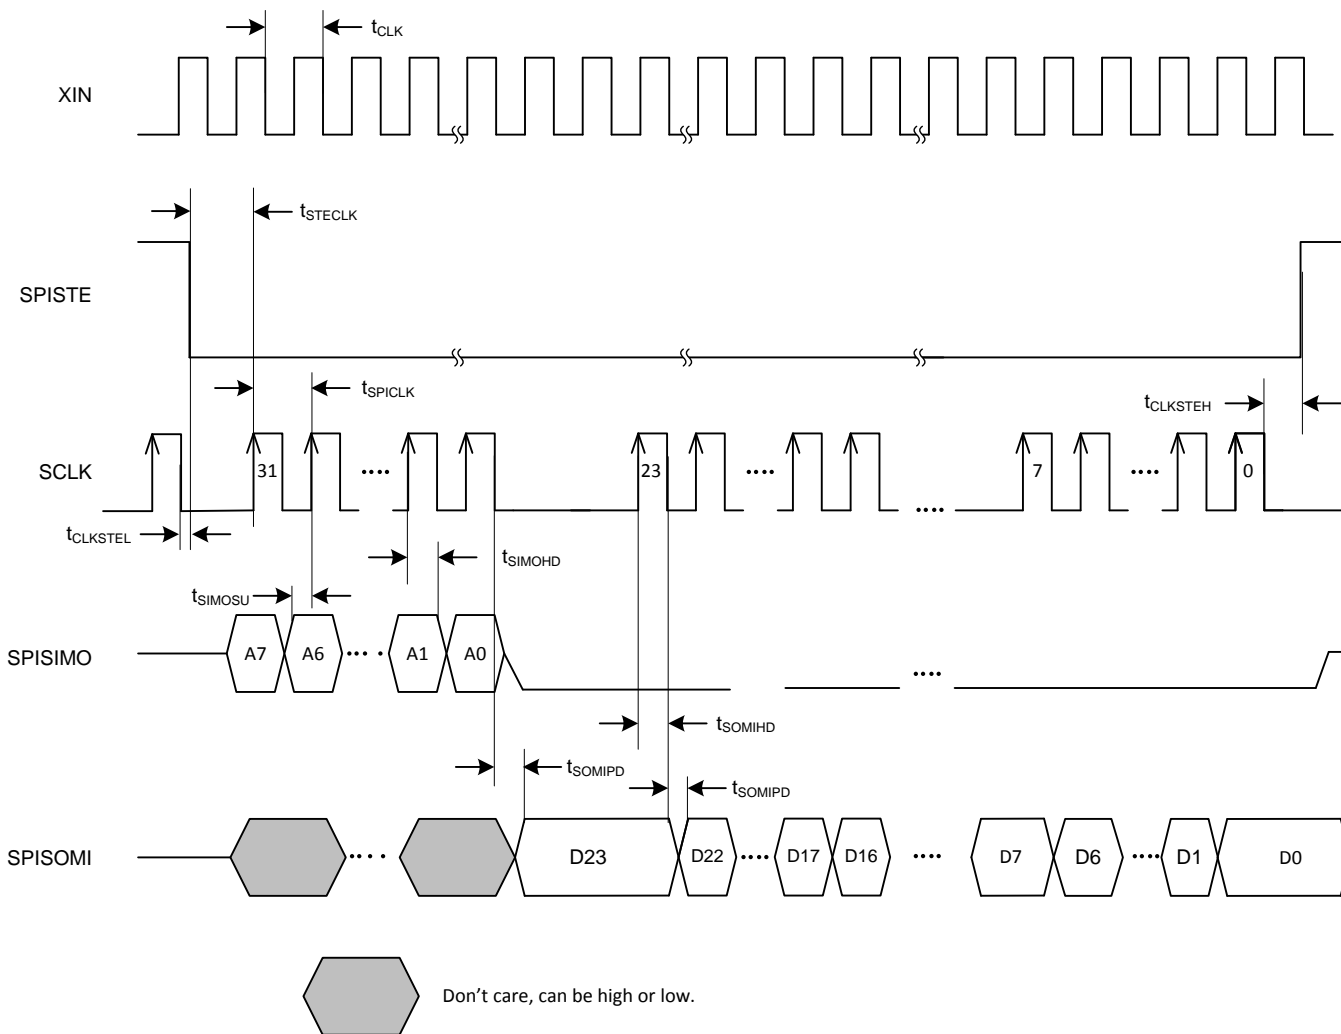 tCLK
XIN
tSTECLK
SPISTE
tSPICLK
tCLKSTEH
SCLK
31 .... 23 .... .... 7 .... 0
tCLKSTEL
tSIMOHD
tSIMOSU
SPISIMO
A7 A6 .... A1 A0 ....
tSOMIHD
tSOMIPD
tSOMIPD
SPISOMI
.... D23 D22 .... D17 D16 .... D7 D6 .... D1 D0
Don't care, can be high or low.